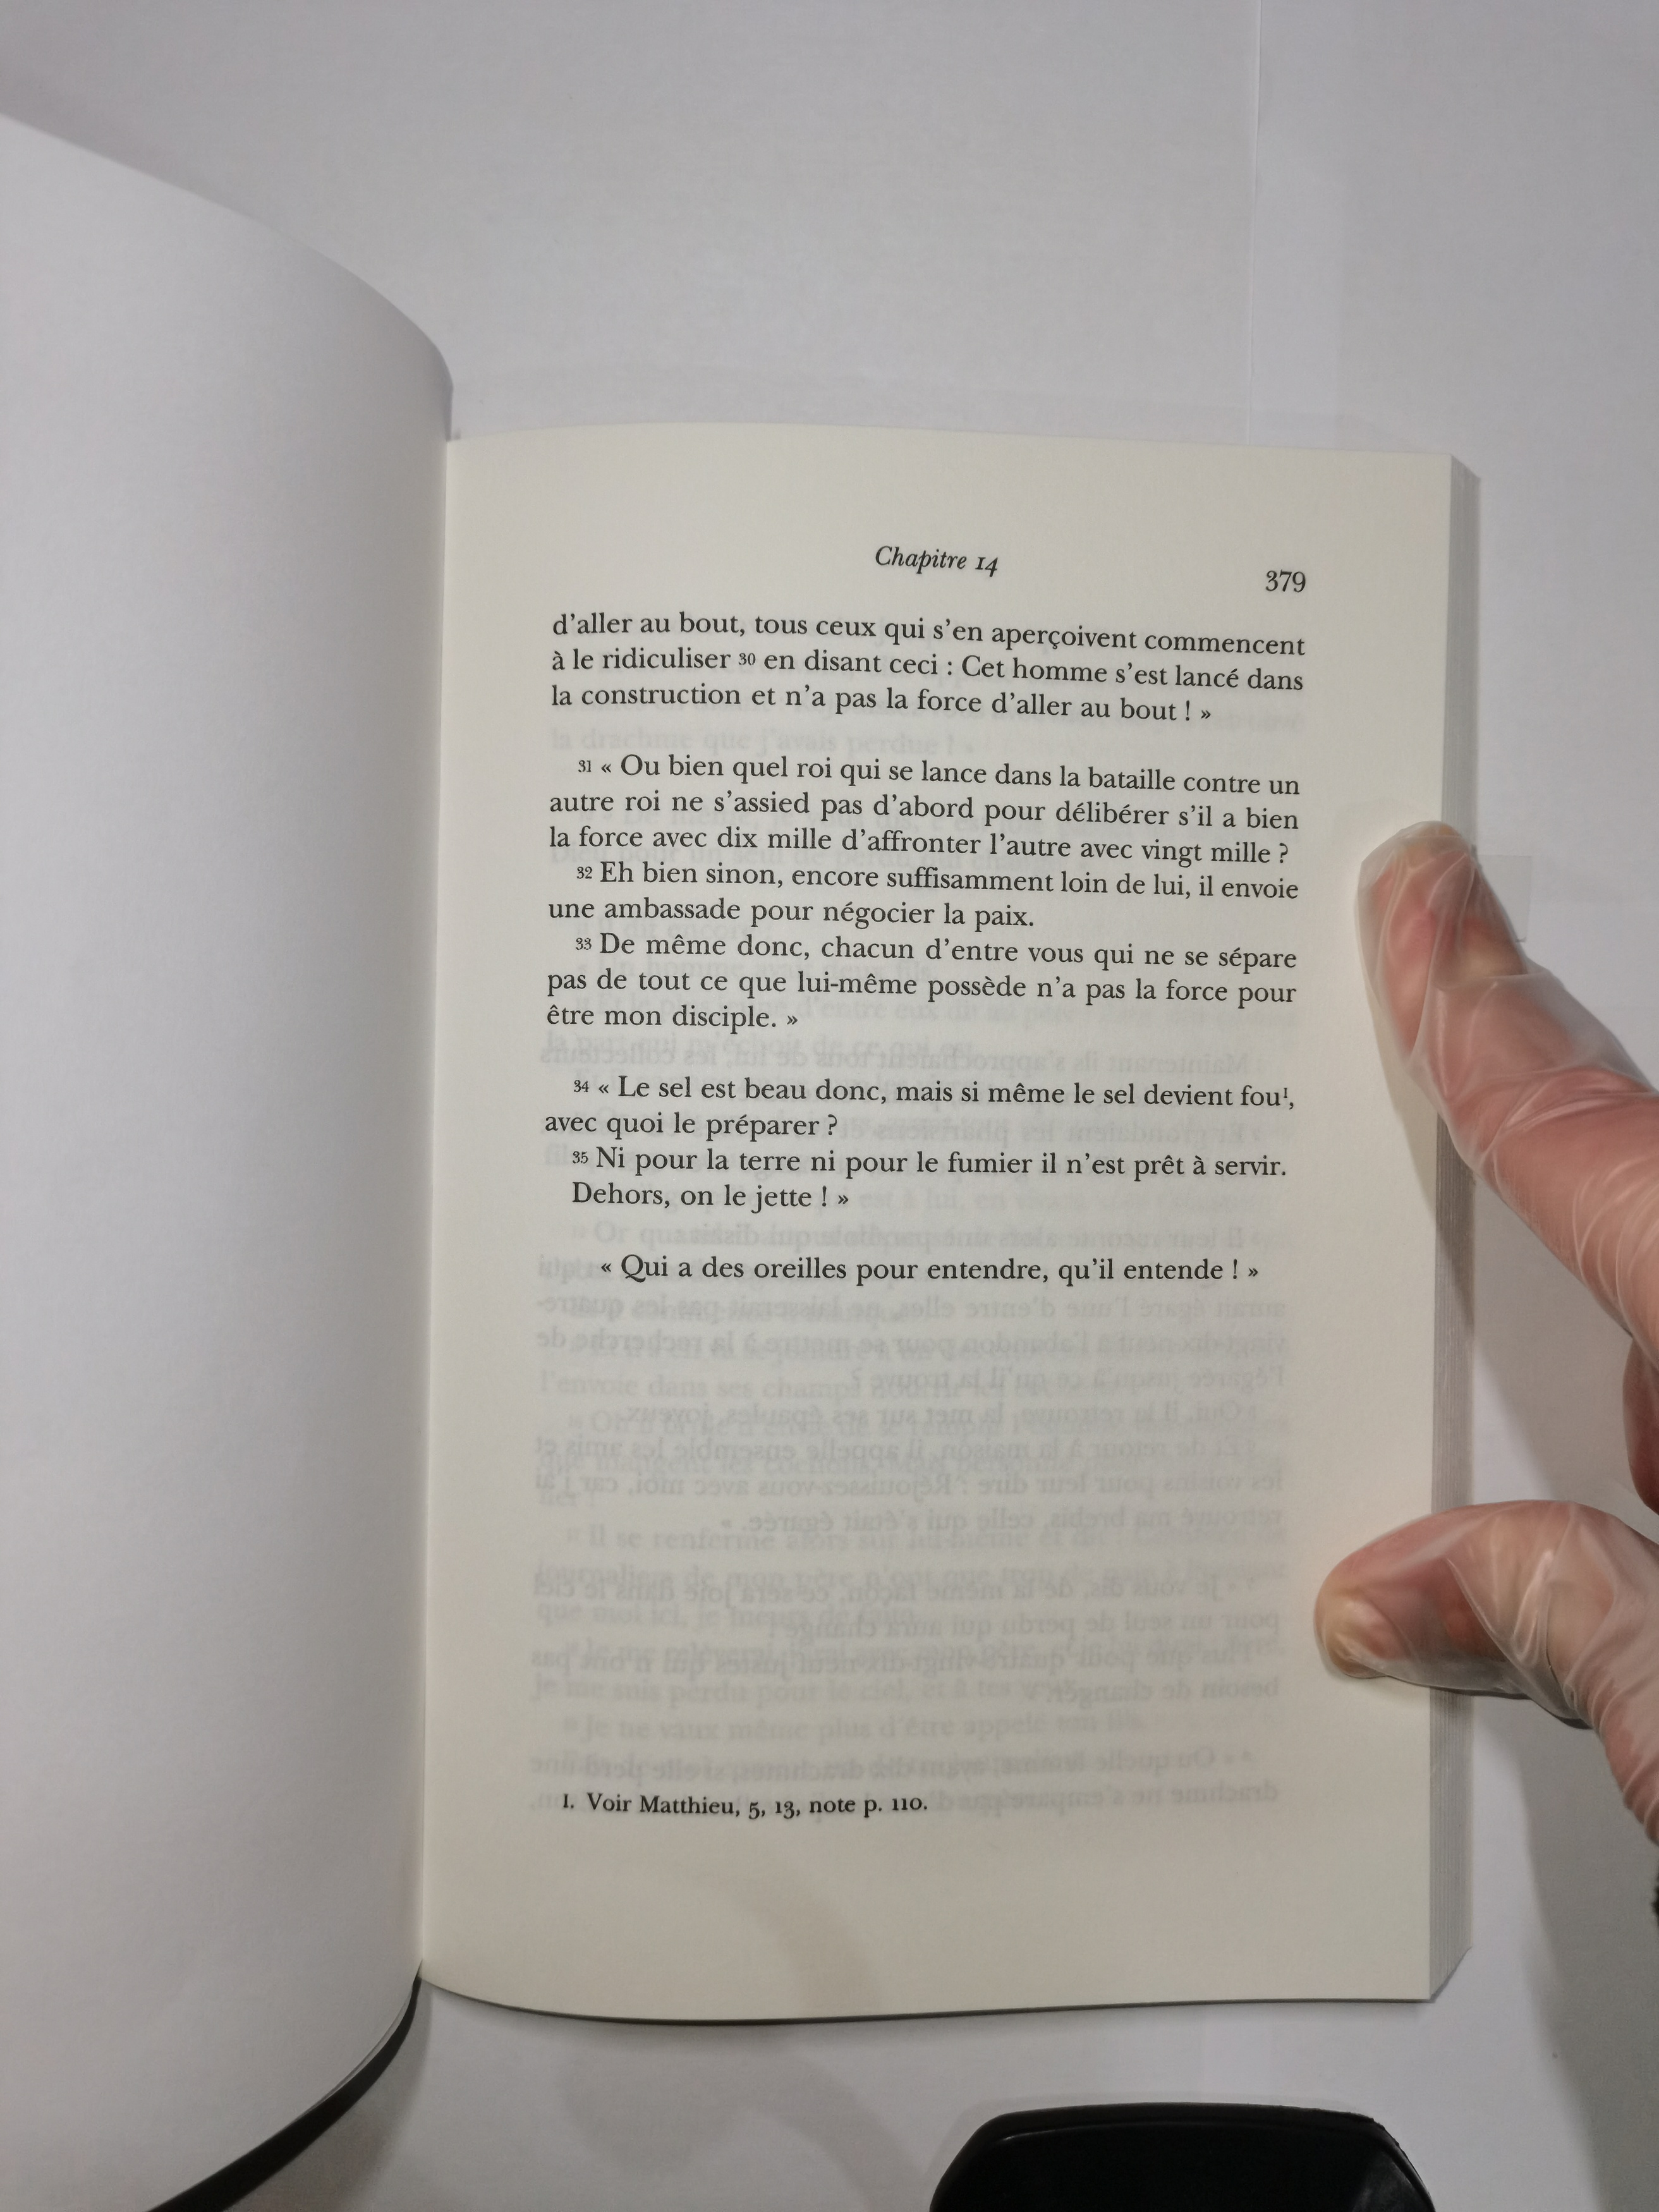 Chapitre 14
379
d'aller au bout, tous ceux qui s'en aperçoivent commencent
à le ridiculiser 30 en disant ceci : Cet homme s'est lancé dans
la construction et n'a pas la force d'aller au bout ! »
31 « Ou bien quel roi qui se lance dans la bataille contre un
autre roi ne s'assied pas d'abord pour délibérer s'il a bien
la force avec dix mille d'affronter l'autre avec vingt mille ?
32 Eh bien sinon, encore suffisamment loin de lui, il envoie
une ambassade pour négocier la paix.
33 De même donc, chacun d'entre vous qui ne se sépare
pas de tout ce que lui-même possède n'a pas la force pour
être mon disciple. »
34 « Le sel est beau donc, mais si même le sel devient fou¹,
avec quoi le préparer ?
35 Ni pour la terre ni pour le fumier il n'est prêt à servir.
Dehors, on le jette ! »
« Qui a des oreilles pour entendre, qu'il entende ! »
1. Voir Matthieu, 5, 13, note p. 110.